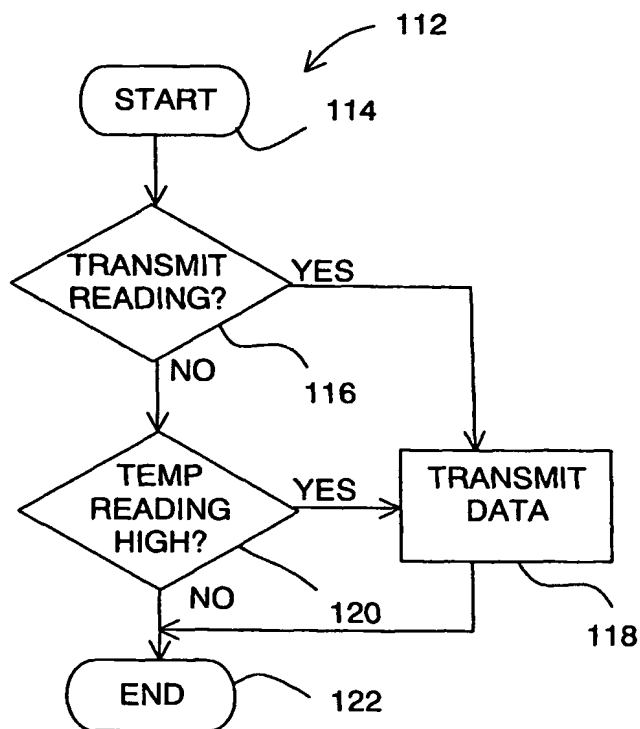 112
START
114
TRANSMIT
READING?
YES
116
NO
TEMP
READING
HIGH?
YES
TRANSMIT
DATA
120
NO
118
END
122